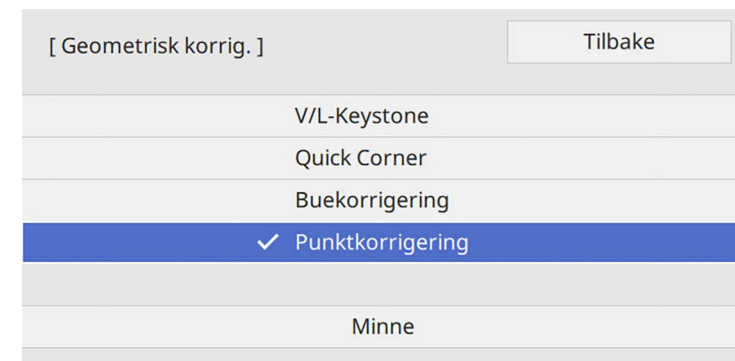 [ Geometrisk korrig. ]
Tilbake
V/L-Keystone
Quick Corner
Buekorrigering
Punktkorrigering
Minne